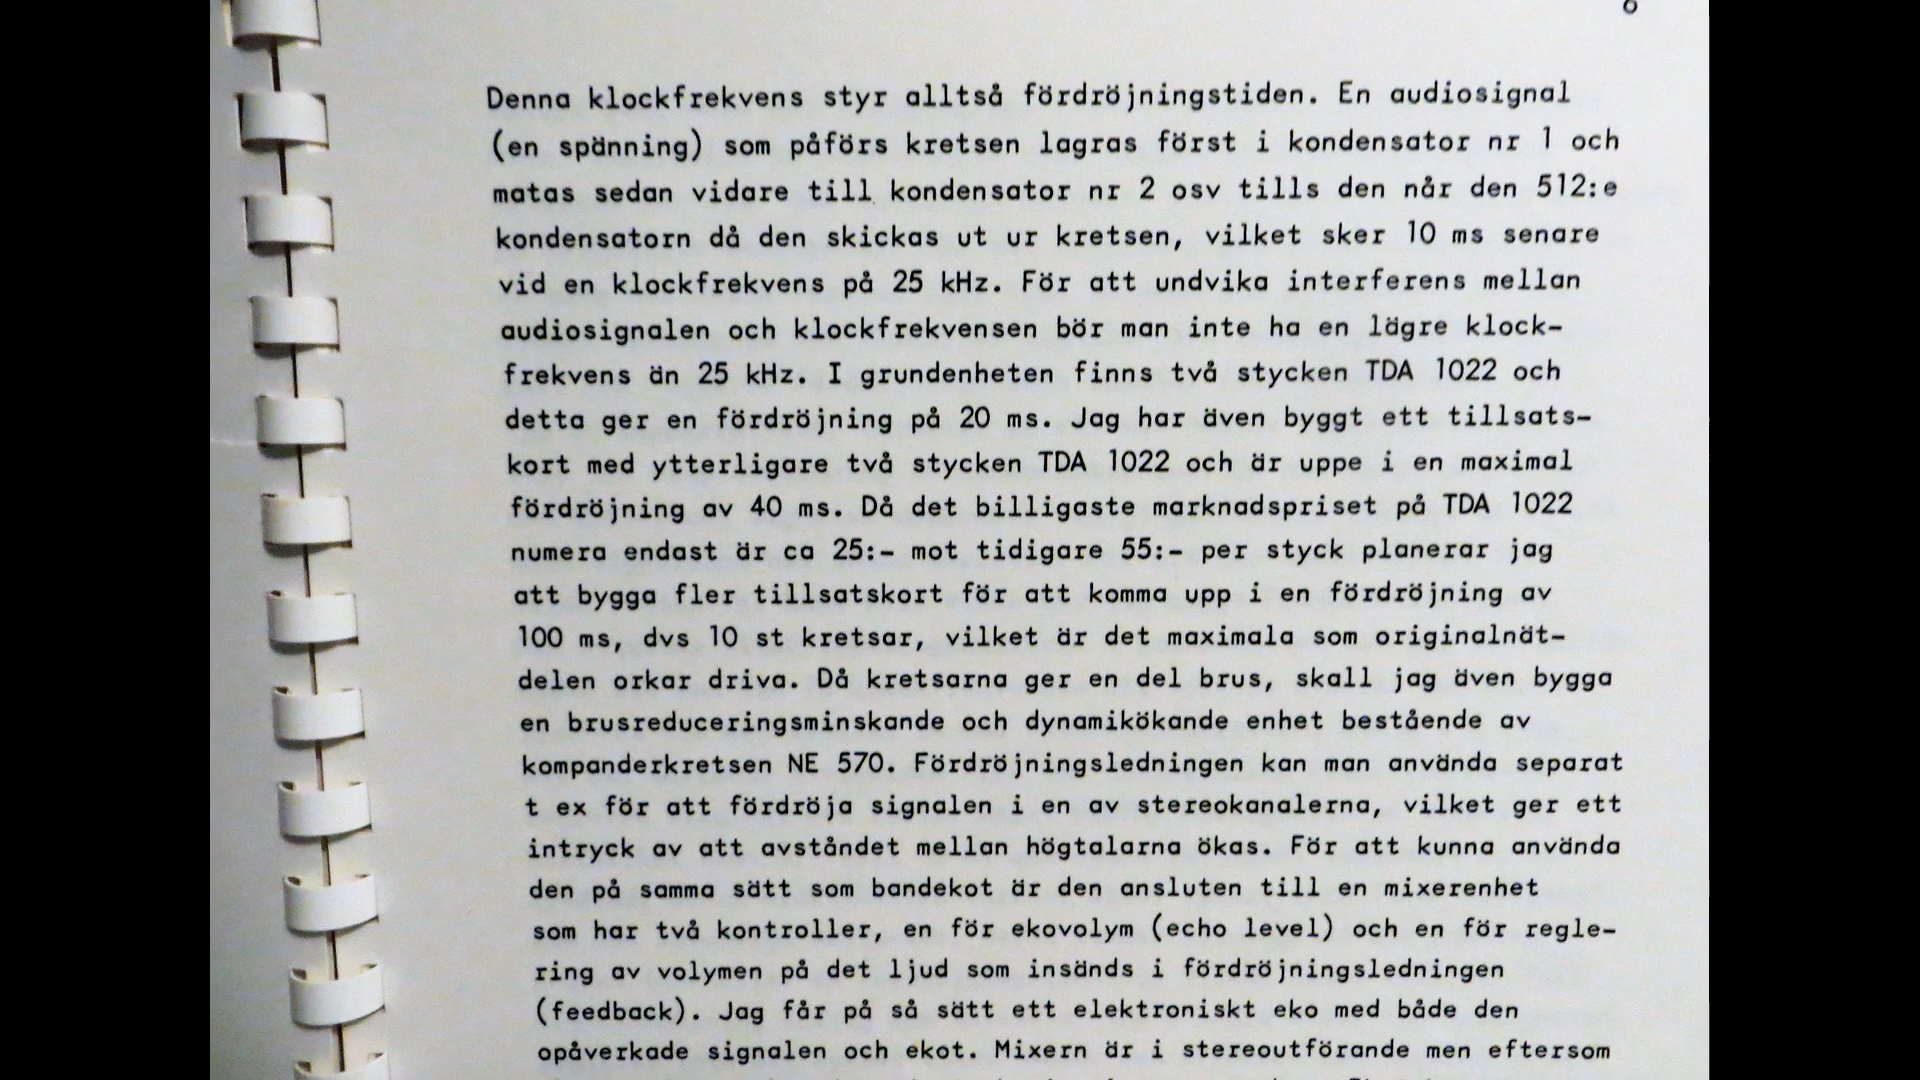 Denna klockfrekvens styr alltså fördröjningstiden. En audiosignal
(en spänning) som påförs kretsen lagras först i kondensator nr 1 och
matas sedan vidare till kondensator nr 2 osv tills den når den 512:e
kondensatorn då den skickas ut ur kretsen, vilket sker 10 ms senare
vid en klockfrekvens på 25 kHz. För att undvika interferens mellan
audiosignalen och klockfrekvensen bör man inte ha en lägre klock-
frekvens än 25 kHz. I grundenheten finns två stycken TDA 1022 och
detta ger en fördröjning på 20 ms. Jag har även byggt ett tillsats-
kort med ytterligare två stycken TDA 1022 och är uppe i en maximal
fördröjning av 40 ms. Då det billigaste marknadspriset på TDA 1022
numera endast är ca 25:- mot tidigare 55:- per styck planerar jag
att bygga fler tillsatskort för att komma upp i en fördröjning av
100 ms, dvs 10 st kretsar, vilket är det maximala som originalnät-
delen orkar driva. Då kretsarna ger en del brus, skall jag även bygga
en brusreduceringsminskande och dynamikökande enhet bestående av
kompanderkretsen NE 570. Fördröjningsledningen kan man använda separat
t ex för att fördröja signalen i en av stereokanalerna, vilket ger ett
intryck av att avståndet mellan högtalarna ökas. För att kunna använda
den på samma sätt som bandekot är den ansluten till en mixerenhet
som har två kontroller, en för ekovolym (echo level) och en för regle-
ring av volymen på det ljud som insänds i fördröjningsledningen
(feedback). Jag får på så sätt ett elektroniskt eko med både den
opåverkade signalen och ekot. Mixern är i stereoutförande men eftersom